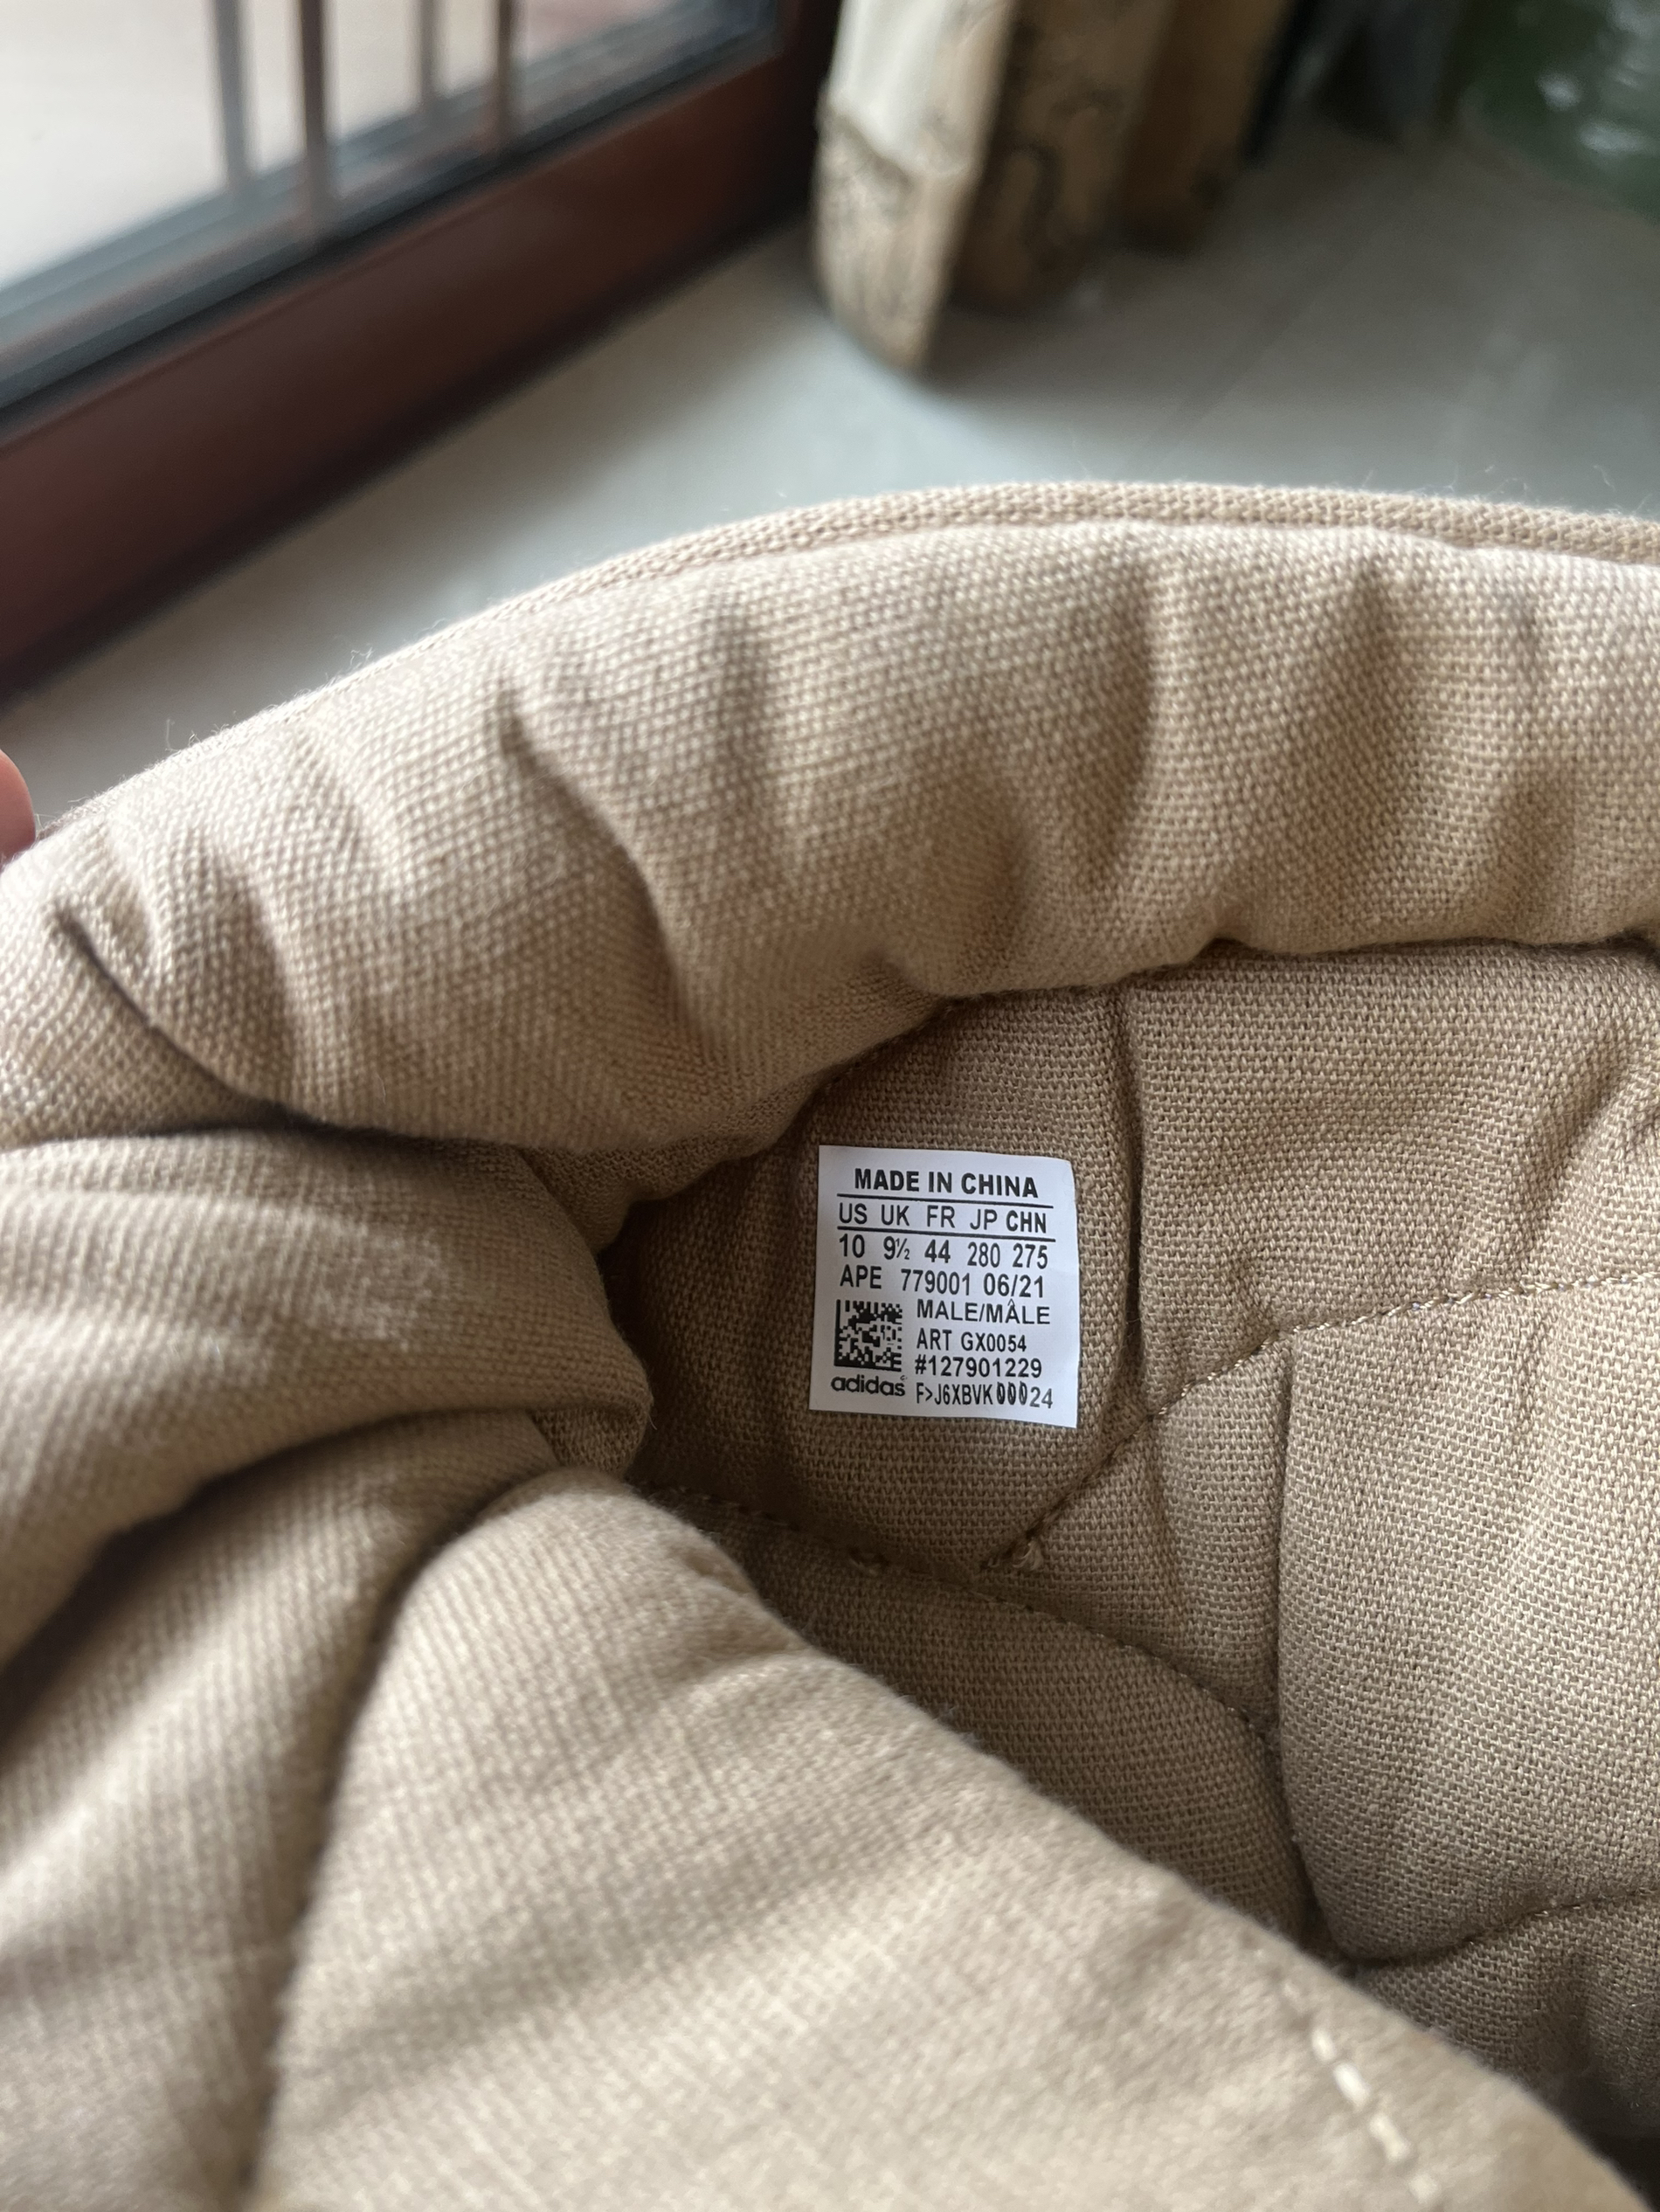 MADE IN CHINA
US UK FR JP CHN
10 9½ 44 280 275
APE 779001 06/21
MALE/MÂLE
ART GX0054
#127901229
adidas F>J6XBVK00024